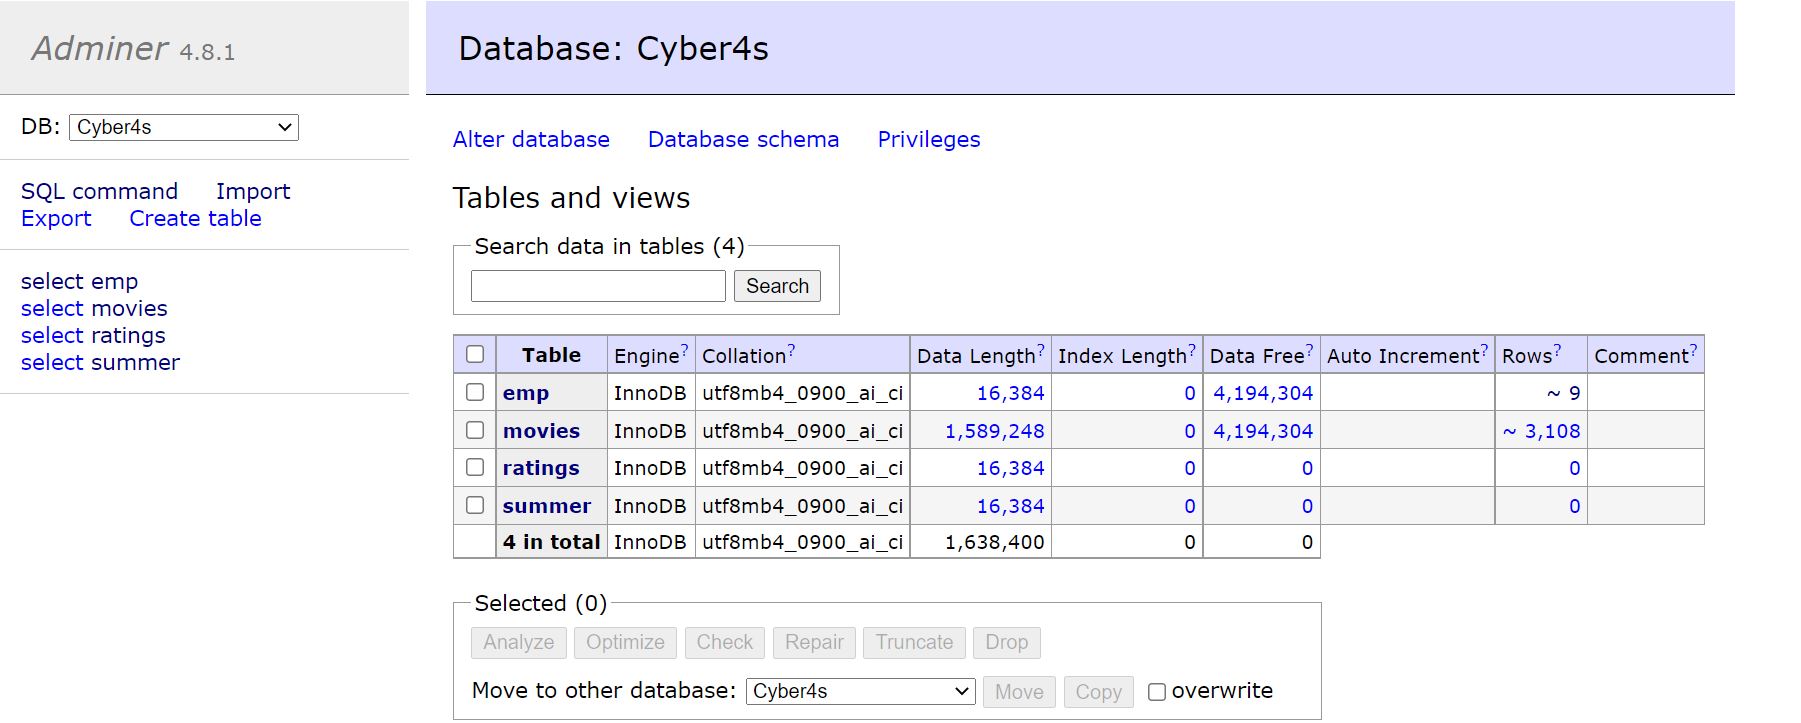 Adminer 4.8.1
DB: Cyber4s
SQL command Import
Export Create table
select emp
select movies
select ratings
select summer
Database: Cyber4s
Alter database Database schema Privileges
Tables and views
Search data in tables (4)
Search
Table Engine? Collation? Data Length? Index Length? Data Free? Auto Increment? Rows? Comment?
emp InnoDB utf8mb4_0900_ai_ci 16,384 0 4,194,304 ~ 9
movies InnoDB utf8mb4_0900_ai_ci 1,589,248 0 4,194,304 ~ 3,108
ratings InnoDB utf8mb4_0900_ai_ci 16,384 0 0 0
summer InnoDB utf8mb4_0900_ai_ci 16,384 0 0 0
4 in total InnoDB utf8mb4_0900_ai_ci 1,638,400 0 0
Selected (0)
Analyze Optimize Check Repair Truncate Drop
Move to other database: Cyber4s Move Copy overwrite